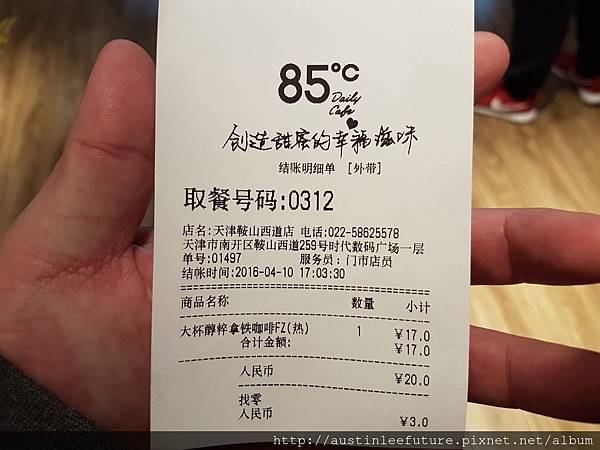 85°C
Daily
Cafe
创造甜蜜的幸福滋味
结账明细单 [外带]
取餐号码:0312
店名:天津鞍山西道店 电话:022-58625578
天津市南开区鞍山西道259号时代数码广场一层
单号:01497 服务员: 门市店员
结帐时间:2016-04-10 17:03:30
商品名称 数量 小计
大杯醇粹拿铁咖啡FZ(热) 1 ¥17.0
合计金额: ¥17.0
人民币 ¥20.0
找零
人民币 ¥3.0
http://austinleefuture.pixnet.net/album